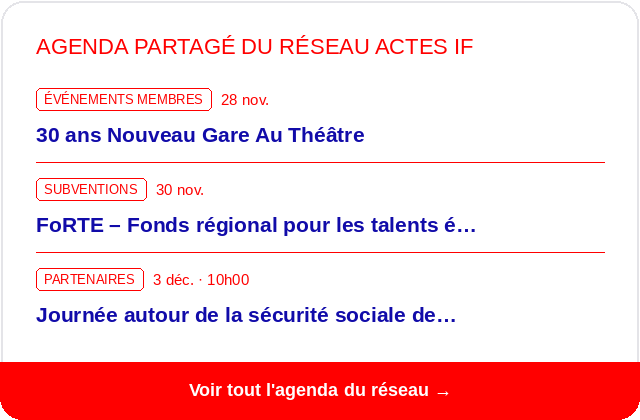 AGENDA PARTAGÉ DU RÉSEAU ACTES IF
ÉVÉNEMENTS MEMBRES 28 nov.
30 ans Nouveau Gare Au Théâtre
SUBVENTIONS 30 nov.
FoRTE – Fonds régional pour les talents é…
PARTENAIRES 3 déc. · 10h00
Journée autour de la sécurité sociale de…
Voir tout l'agenda du réseau →